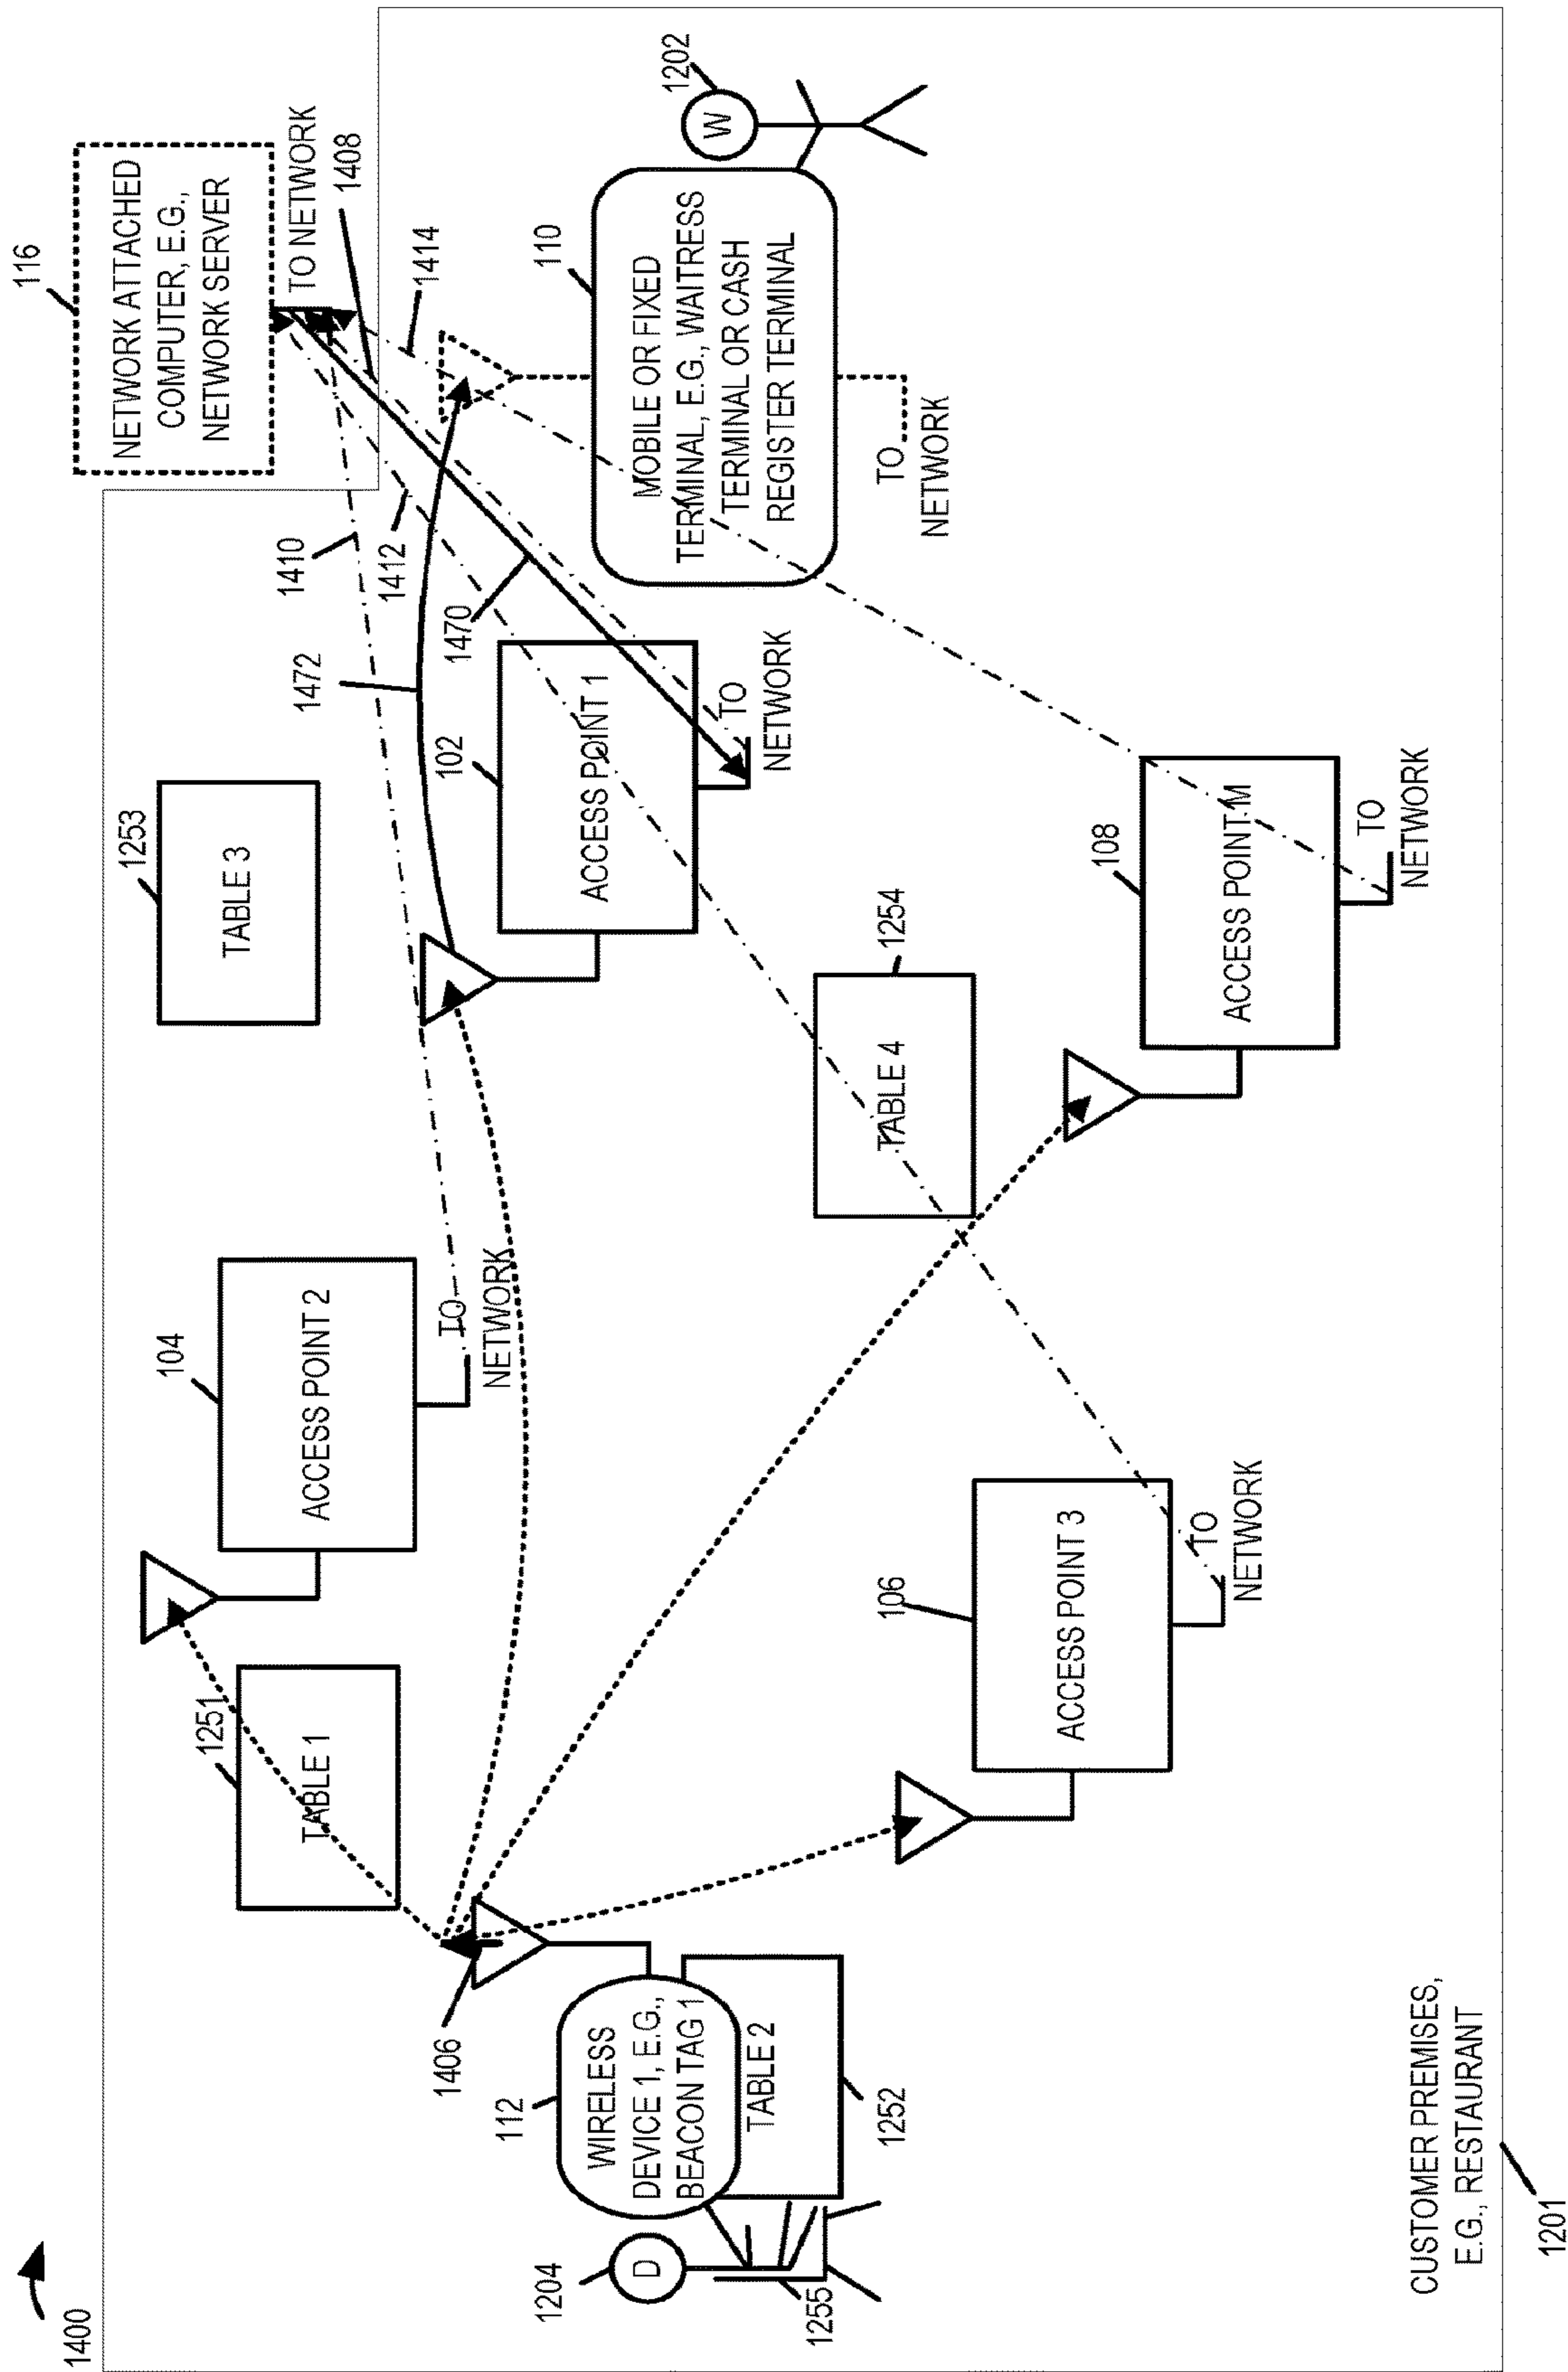 1400
116
NETWORK ATTACHED
COMPUTER, E.G.,
NETWORK SERVER
TO NETWORK
1408
1414
1410
1412
1472
1470
1202
W
110
MOBILE OR FIXED
TERMINAL, E.G., WAITRESS
TERMINAL OR CASH
REGISTER TERMINAL
TO
NETWORK
1253
TABLE 3
102
ACCESS POINT 1
TO
NETWORK
104
ACCESS POINT 2
TO
NETWORK
1251
TABLE 1
1254
TABLE 4
108
ACCESS POINT M
TO
NETWORK
106
ACCESS POINT 3
TO
NETWORK
1406
112
WIRELESS
DEVICE 1, E.G.,
BEACON TAG 1
TABLE 2
1252
1204
D
1255
CUSTOMER PREMISES,
E.G., RESTAURANT
1201